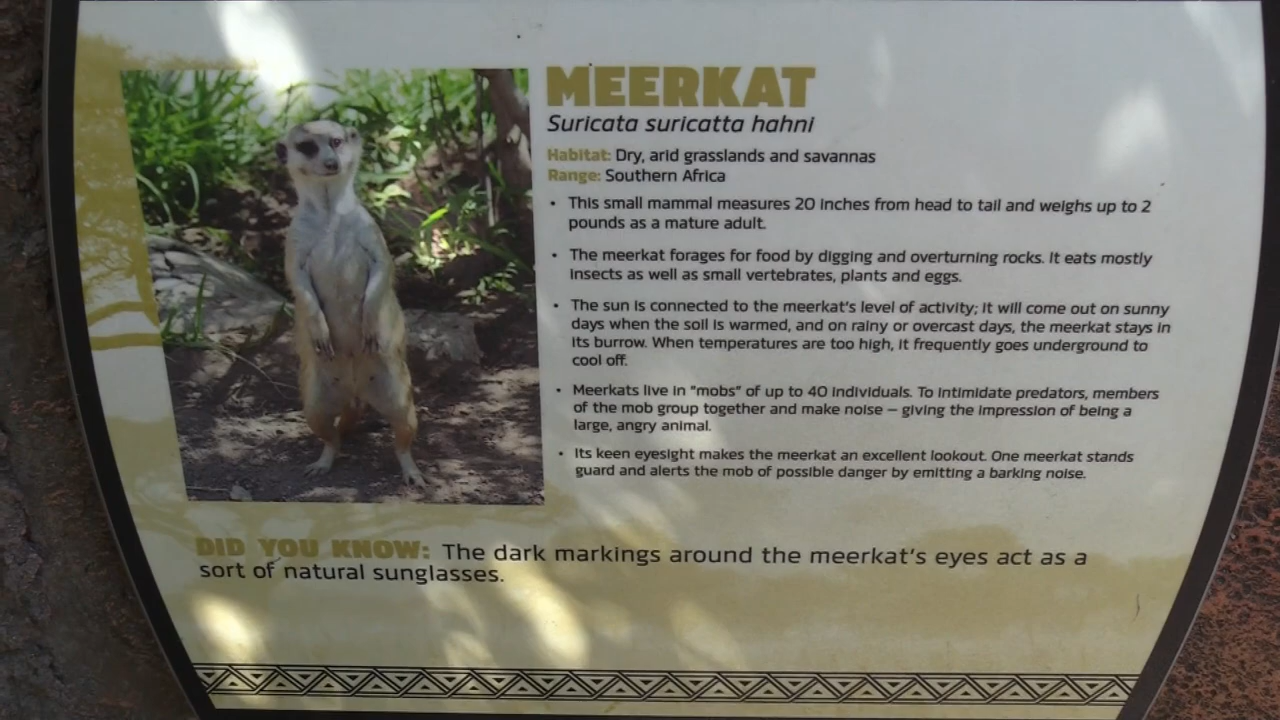 MEERKAT
Suricata suricatta hahni
Habitat: Dry, arid grasslands and savannas
Range: Southern Africa
• This small mammal measures 20 inches from head to tail and weighs up to 2
pounds as a mature adult.
• The meerkat forages for food by digging and overturning rocks. It eats mostly
insects as well as small vertebrates, plants and eggs.
• The sun is connected to the meerkat's level of activity; it will come out on sunny
days when the soil is warmed, and on rainy or overcast days, the meerkat stays in
its burrow. When temperatures are too high, it frequently goes underground to
cool off.
• Meerkats live in "mobs" of up to 40 individuals. To intimidate predators, members
of the mob group together and make noise – giving the impression of being a
large, angry animal.
• Its keen eyesight makes the meerkat an excellent lookout. One meerkat stands
guard and alerts the mob of possible danger by emitting a barking noise.
DID YOU KNOW: The dark markings around the meerkat's eyes act as a
sort of natural sunglasses.